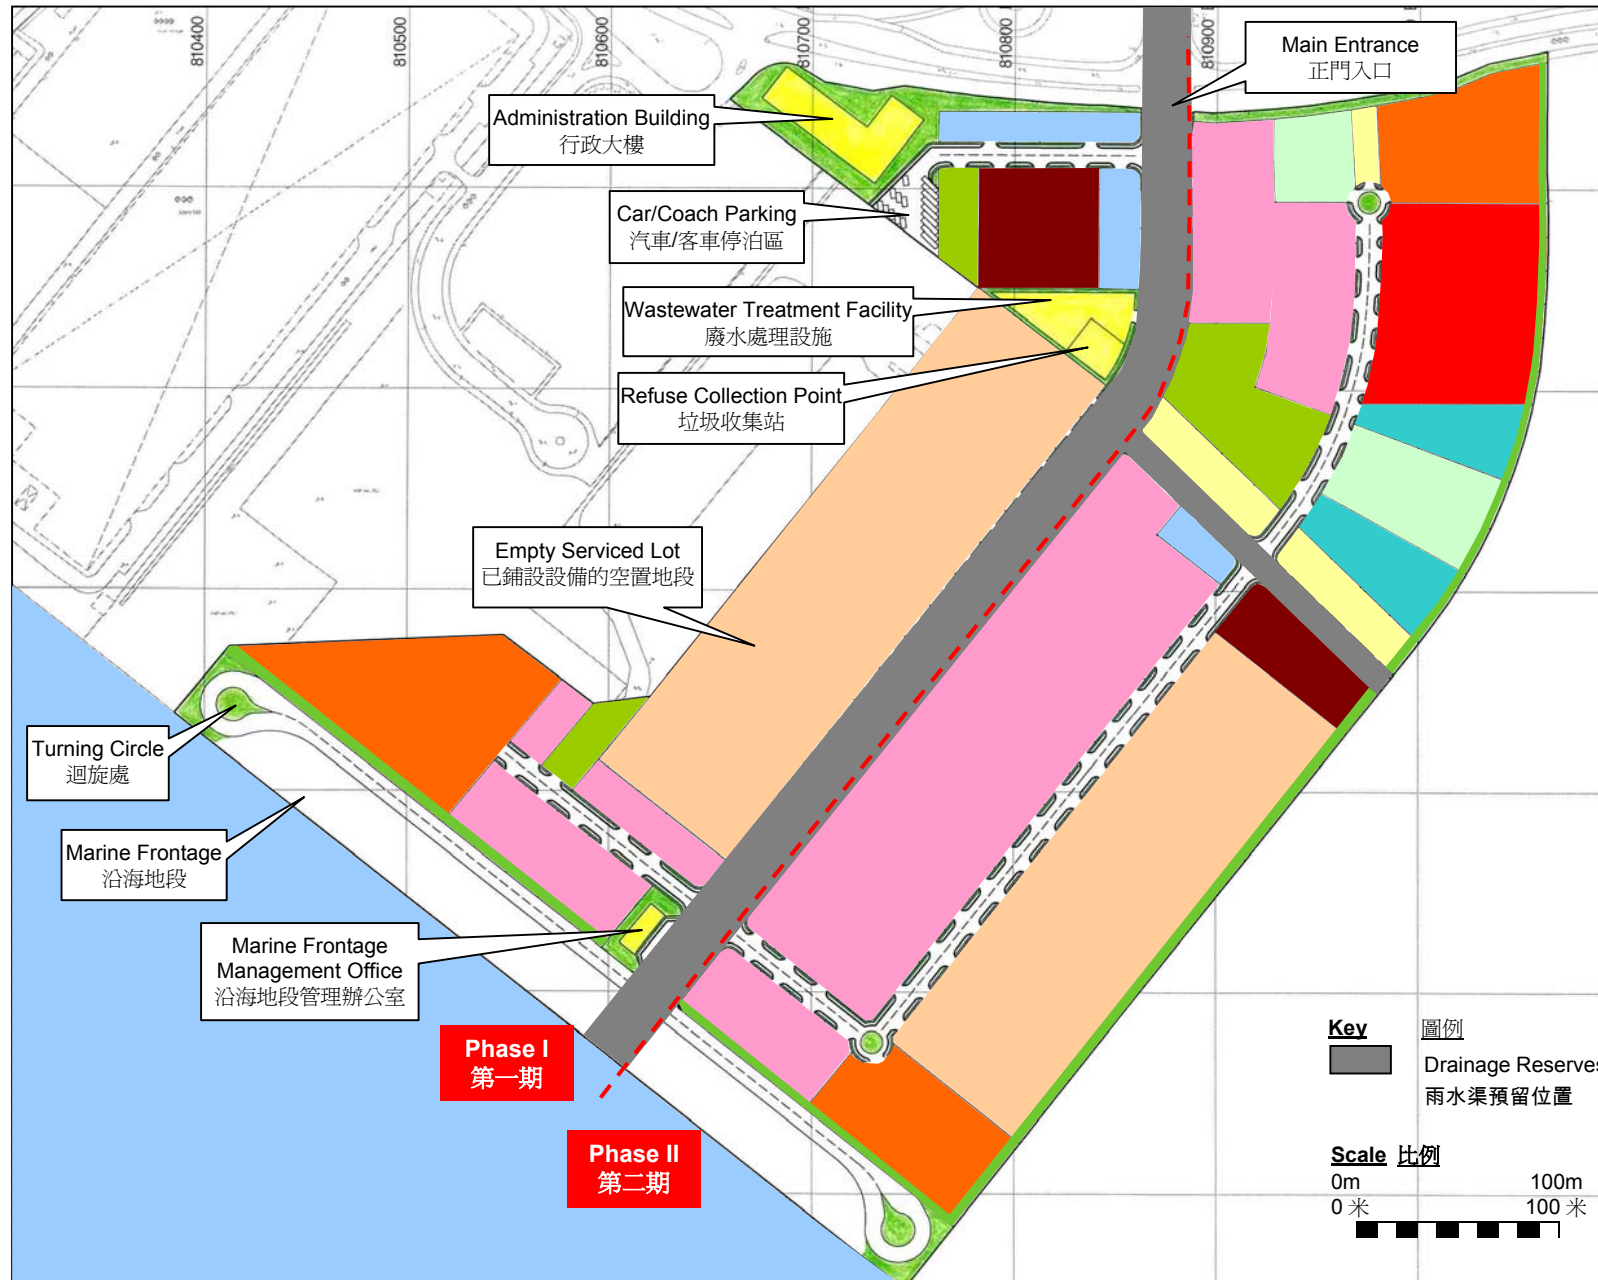 810400
810500
810600
810700
810800
810900
Main Entrance
正門入口
Administration Building
行政大樓
Car/Coach Parking
汽車/客車停泊區
Wastewater Treatment Facility
廢水處理設施
Refuse Collection Point
垃圾收集站
Empty Serviced Lot
已鋪設設備的空置地段
Turning Circle
迴旋處
Marine Frontage
沿海地段
Marine Frontage
Management Office
沿海地段管理辦公室
Phase I
第一期
Phase II
第二期
Key 圖例
Drainage Reserves
雨水渠預留位置
Scale 比例
0m 100m
0 米 100 米